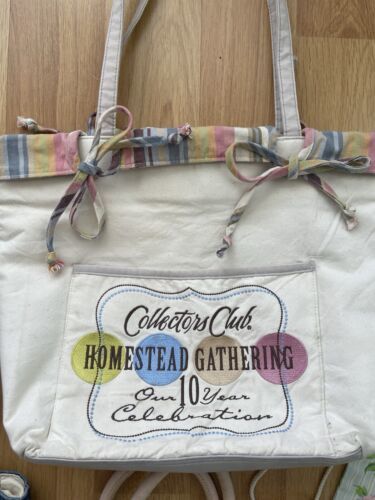 Collectors Club.
HOMESTEAD GATHERING
Our 10 Year
Celebration